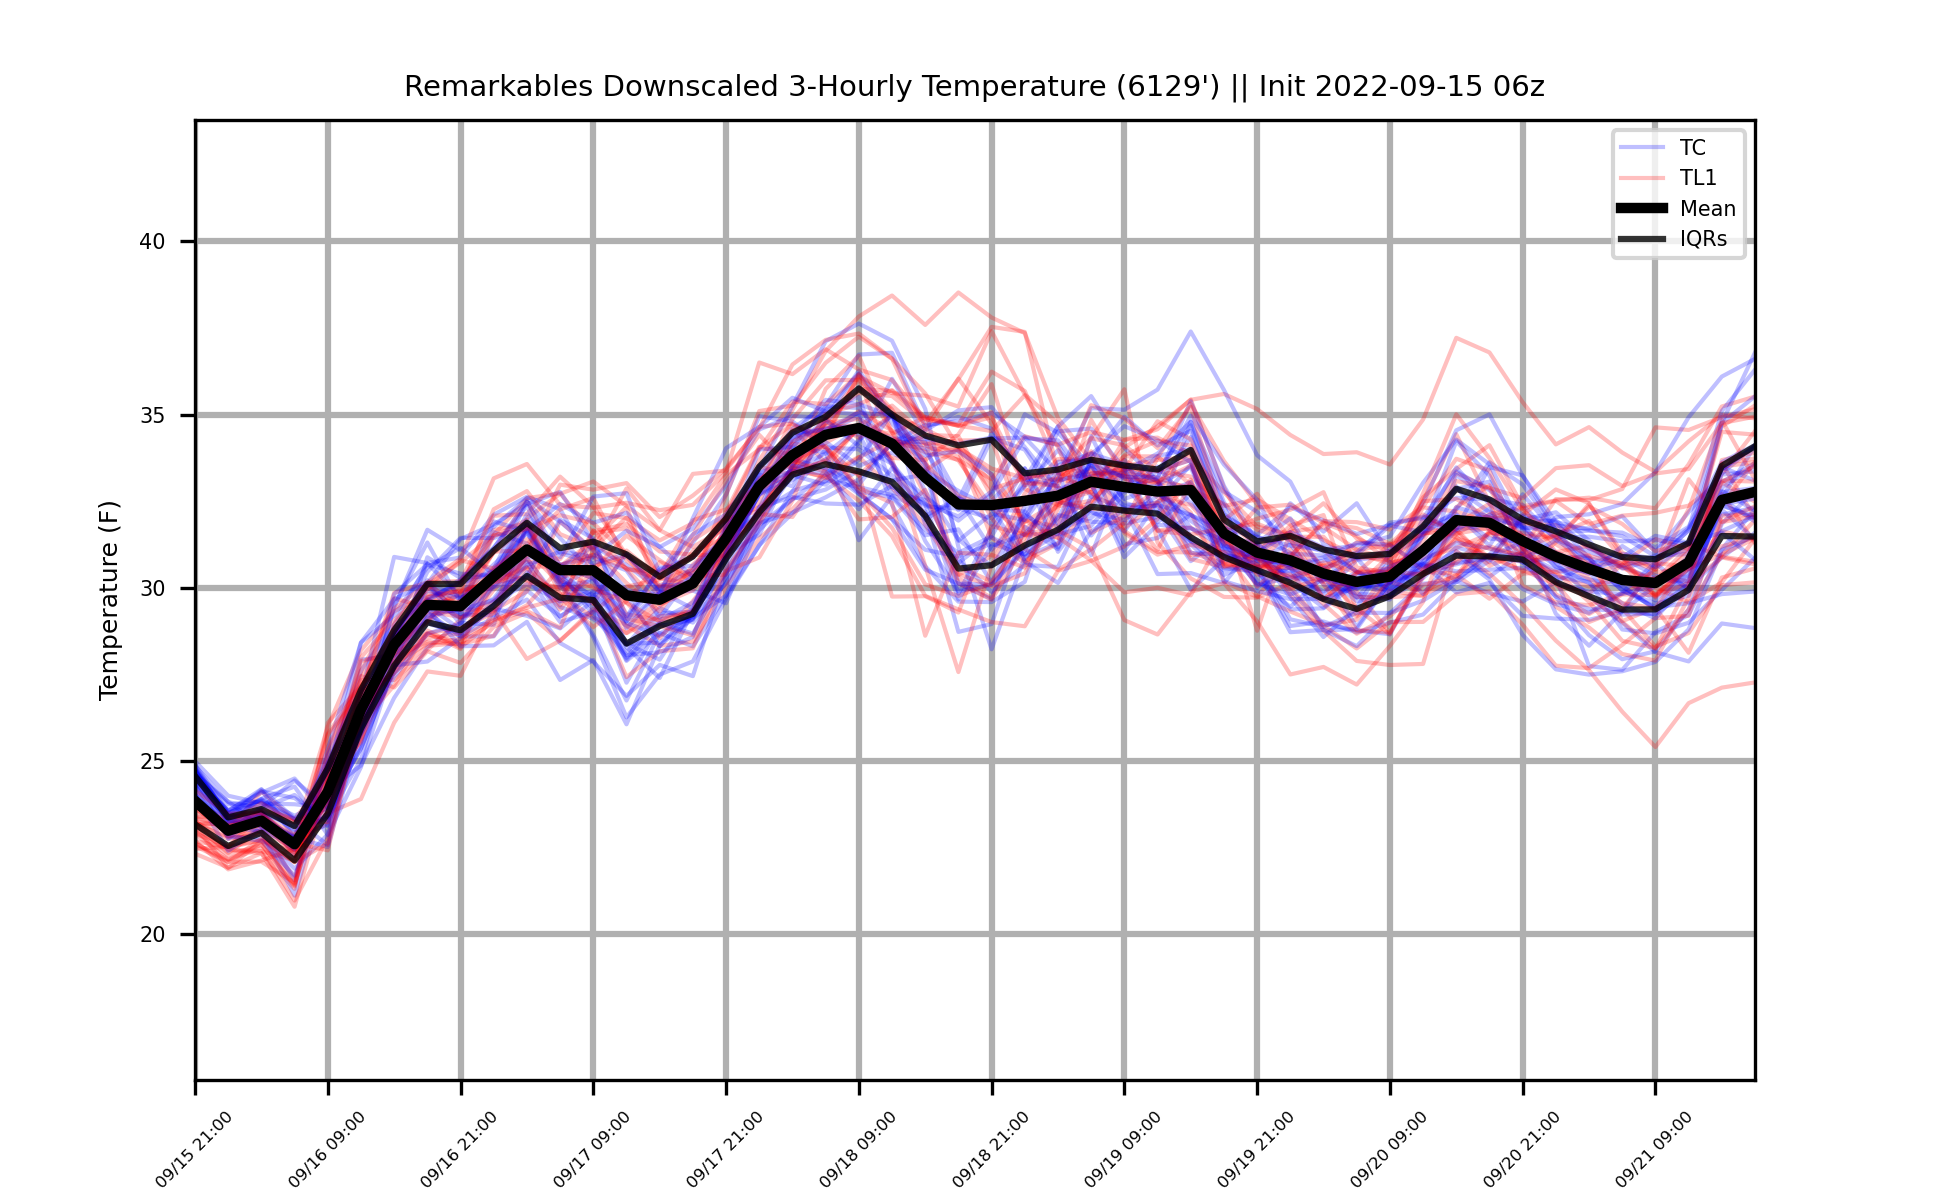 Remarkables Downscaled 3-Hourly Temperature (6129') || Init 2022-09-15 06z
TC
TL1
Mean
IQRs
Temperature (F)
40
35
30
25
20
09/15 21:00
09/16 09:00
09/16 21:00
09/17 09:00
09/17 21:00
09/18 09:00
09/18 21:00
09/19 09:00
09/19 21:00
09/20 09:00
09/20 21:00
09/21 09:00